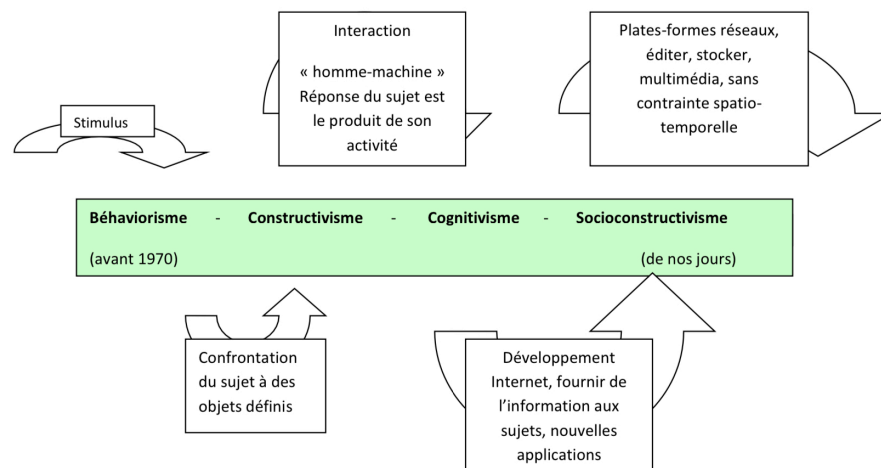 Interaction
« homme-machine »
Réponse du sujet est
le produit de son
activité
Plates-formes réseaux,
éditer, stocker,
multimédia, sans
contrainte spatio-
temporelle
Stimulus
Béhaviorisme - Constructivisme - Cognitivisme - Socioconstructivisme
(avant 1970) (de nos jours)
Confrontation
du sujet à des
objets définis
Développement
Internet, fournir de
l’information aux
sujets, nouvelles
applications